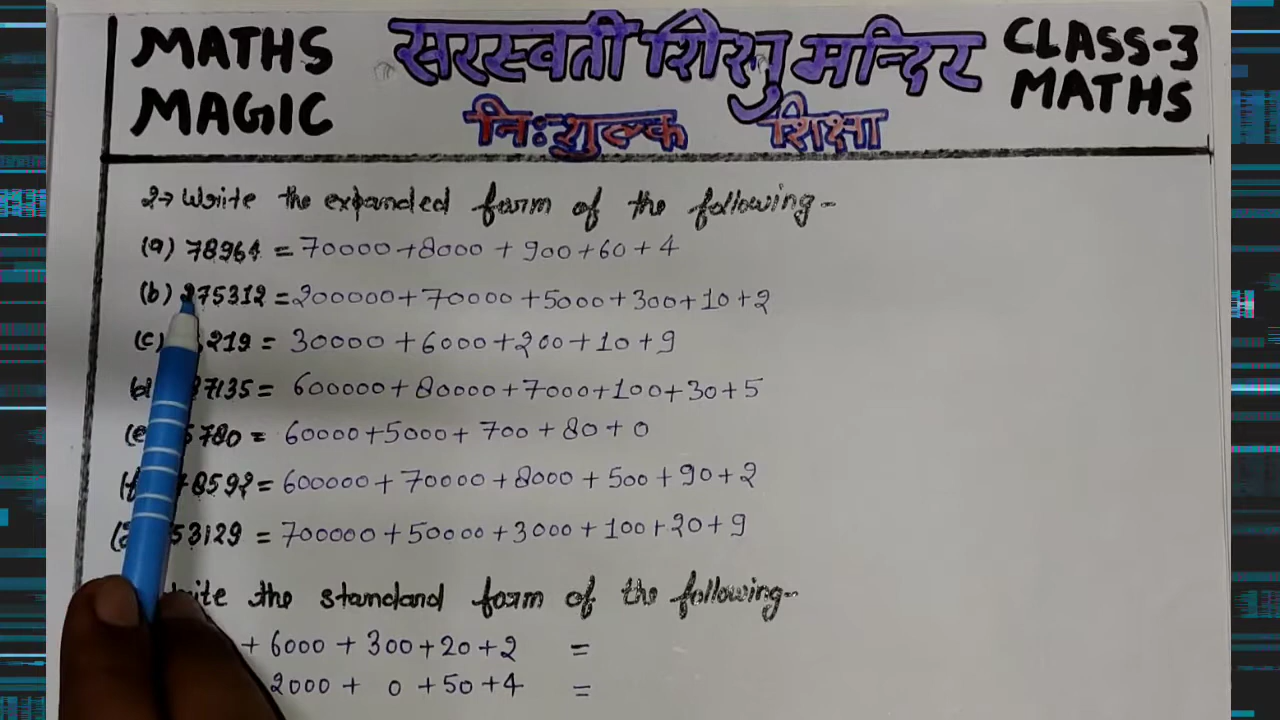 MATHS MAGIC
सरस्वती शिशु मन्दिर
निःशुल्क शिक्षा
CLASS-3 MATHS
2→ Write the expanded form of the following-
(a) 78964 = 70000+8000 + 900+60+4
(b) 275312 = 200000+70000+5000+300+10+2
(c) 219 = 30000+6000+200+10+9
(d) 7135 = 600000+80000+7000+100+30+5
(e) 5780 = 60000+5000+700+80+0
(f) 78592 = 600000+70000+8000+500+90+2
53129 = 700000+50000+3000+100+20+9
the standand form of the following-
+ 6000 + 300+20+2 =
2000 + 0 +50+4 =